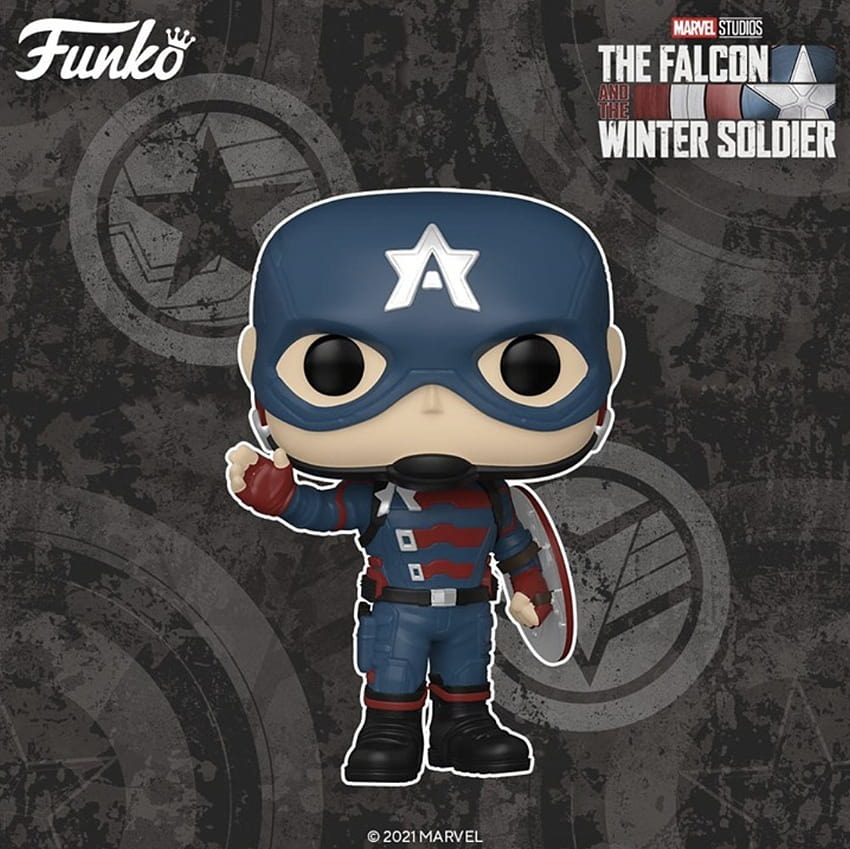 Funko
MARVEL STUDIOS
THE FALCON
AND
THE
WINTER SOLDIER
A
© 2021 MARVEL